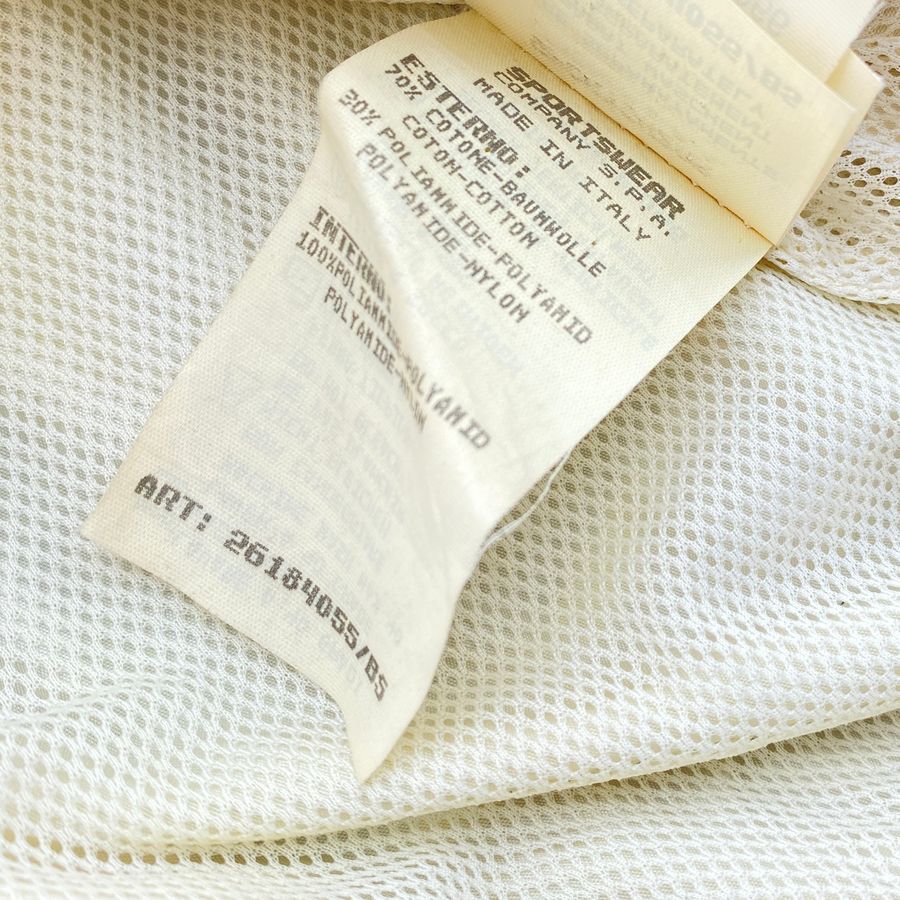 SPORTSWEAR
COMPANY S.P.A.
MADE IN ITALY
ESTERNO:
70% COTONE-BAUMWOLLE
COTON-COTTON
30% POLIAMMIDE-POLYAMID
POLYAMIDE-NYLON
INTERNO:
100%POLIAMMIDE-POLYAMID
POLYAMIDE-NYLON
ART: 26184055/BS